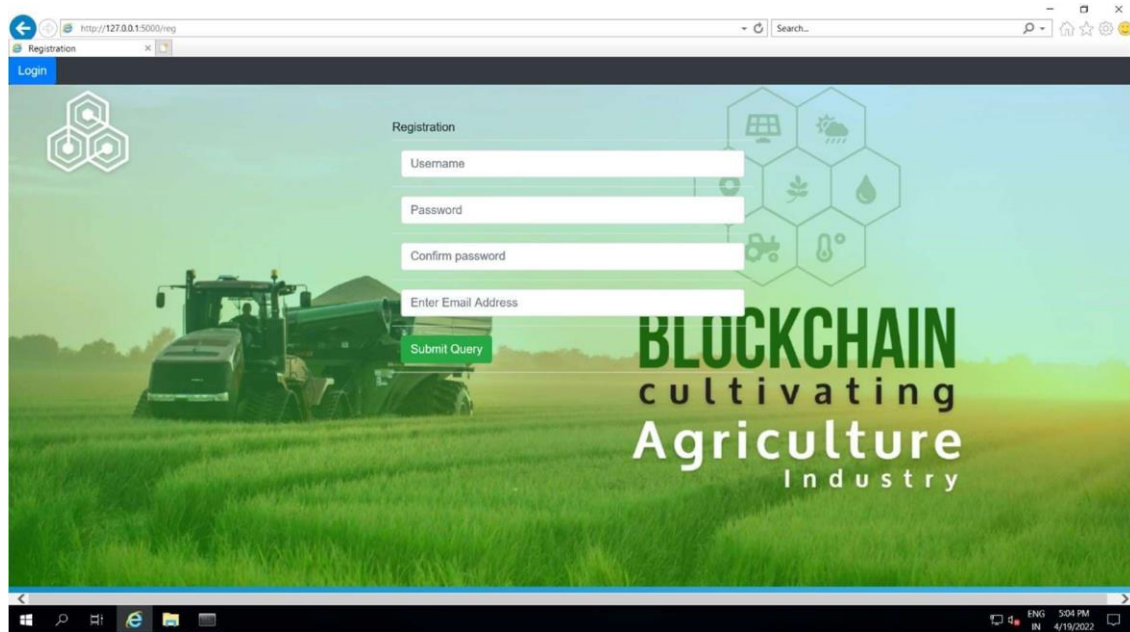 http://127.0.0.1:5000/reg
Search...
Registration
Login
Registration
Username
Password
Confirm password
Enter Email Address
Submit Query
BLOCKCHAIN
cultivating
Agriculture
Industry
ENG
IN
5:04 PM
4/19/2022